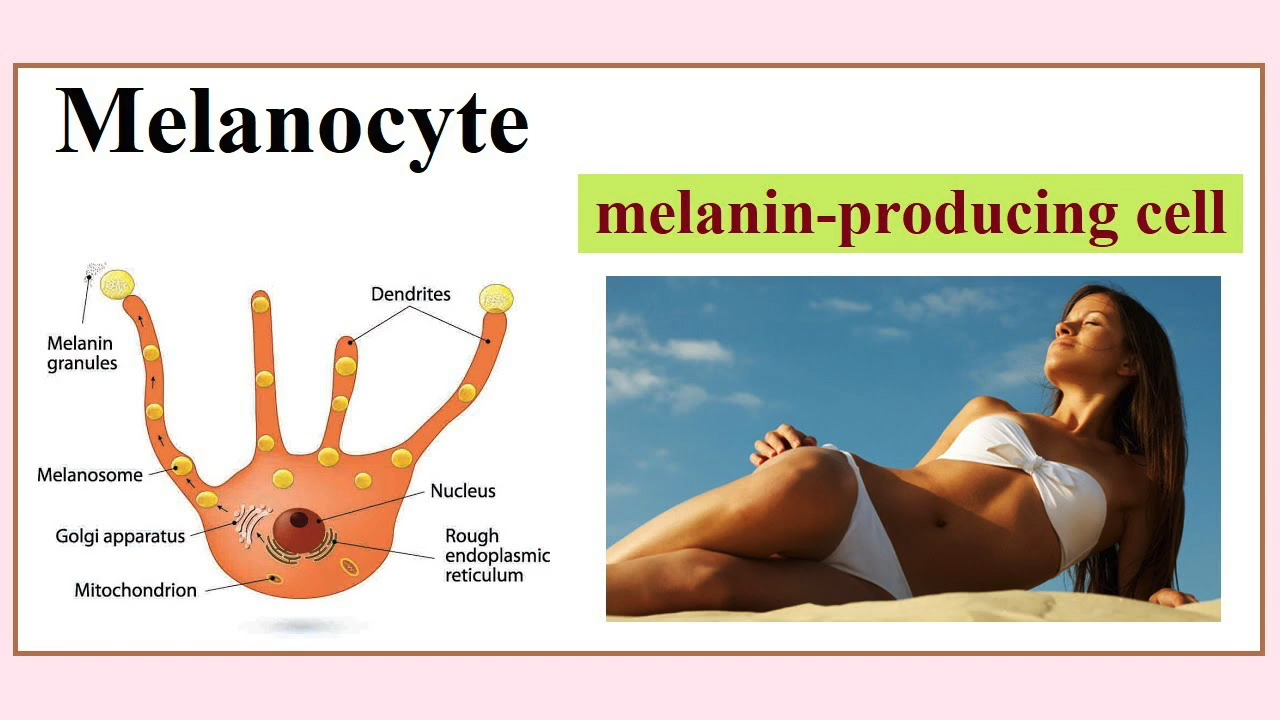 Melanocyte
melanin-producing cell
Dendrites
Melanin
granules
Melanosome
Nucleus
Golgi apparatus
Rough
endoplasmic
reticulum
Mitochondrion